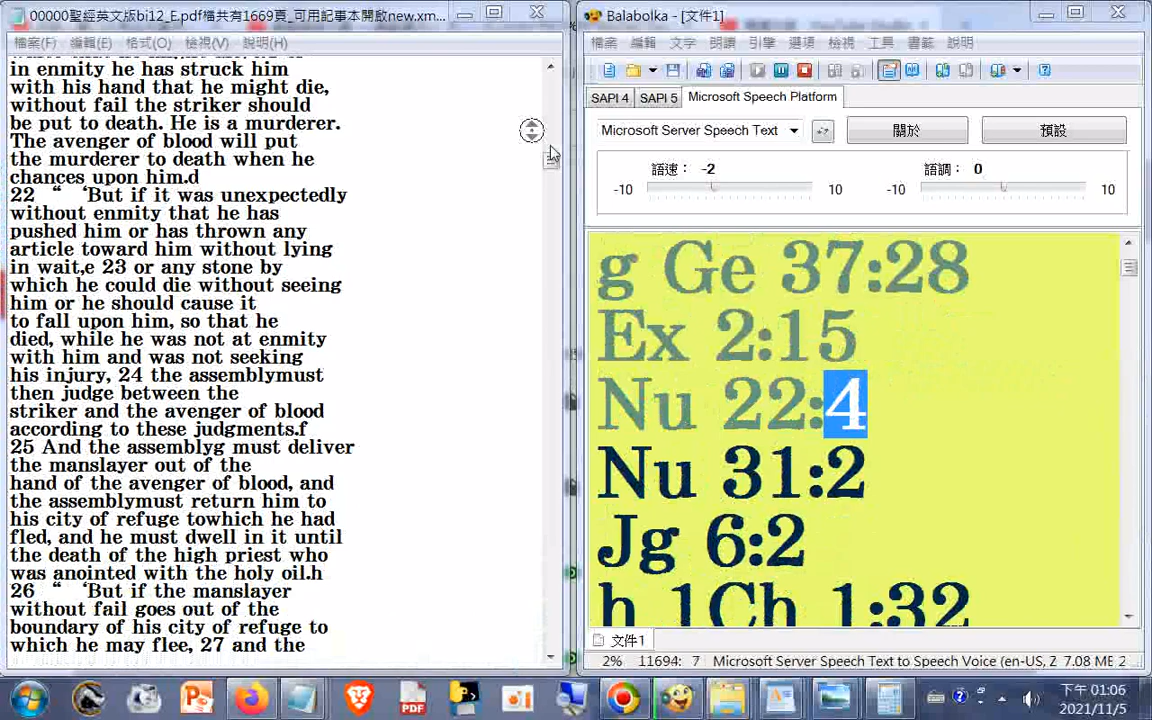 00000聖經英文版bi12_E.pdf檔共有1669頁_可用記事本開啟new.xm...
檔案(F) 編輯(E) 格式(O) 檢視(V) 說明(H)
in enmity he has struck him
with his hand that he might die,
without fail the striker should
be put to death. He is a murderer.
The avenger of blood will put
the murderer to death when he
chances upon him.d
22 “ ‘But if it was unexpectedly
without enmity that he has
pushed him or has thrown any
article toward him without lying
in wait,e 23 or any stone by
which he could die without seeing
him or he should cause it
to fall upon him, so that he
died, while he was not at enmity
with him and was not seeking
his injury, 24 the assemblymust
then judge between the
striker and the avenger of blood
according to these judgments.f
25 And the assemblyg must deliver
the manslayer out of the
hand of the avenger of blood, and
the assemblymust return him to
his city of refuge towhich he had
fled, and he must dwell in it until
the death of the high priest who
was anointed with the holy oil.h
26 “ ‘But if the manslayer
without fail goes out of the
boundary of his city of refuge to
which he may flee, 27 and the
Balabolka - [文件1]
檔案 編輯 文字 朗讀 引擎 選項 檢視 工具 書籤 說明
SAPI 4 SAPI 5 Microsoft Speech Platform
Microsoft Server Speech Text 關於 預設
語速: -2 語調: 0
-10 10 -10 10
g Ge 37:28
Ex 2:15
Nu 22:4
Nu 31:2
Jg 6:2
h 1Ch 1:32
文件1
2% 11694: 7 Microsoft Server Speech Text to Speech Voice (en-US, Z 7.08 MB 2
下午 01:06
2021/11/5